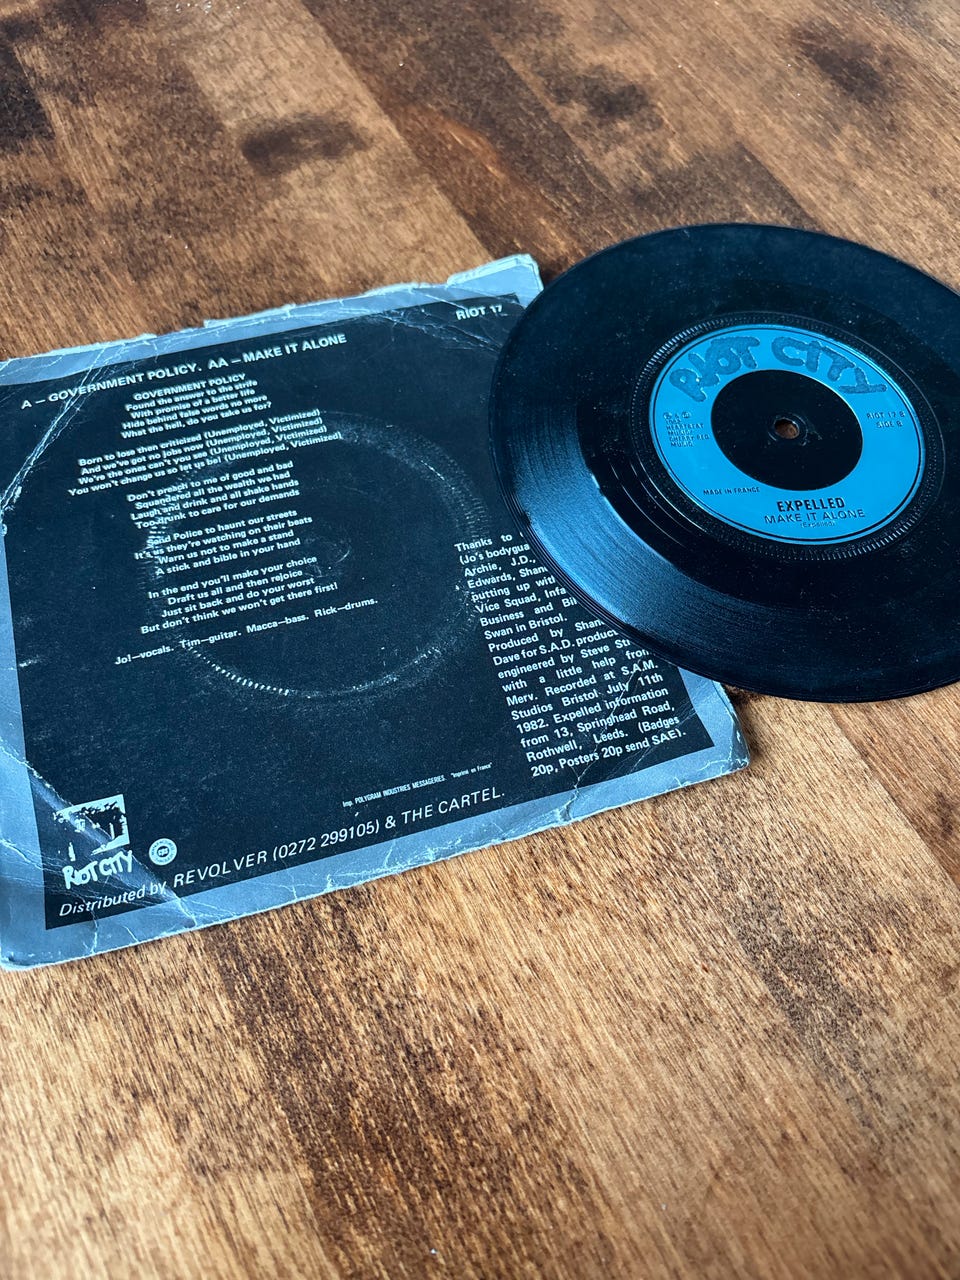 RIOT 17
A — GOVERNMENT POLICY. AA — MAKE IT ALONE
GOVERNMENT POLICY
Found the answer to the strife
With promise of a better life
Hide behind false words no more
What the hell, do you take us for?
Born to lose then criticized (Unemployed, Victimized)
And we've got no jobs now (Unemployed, Victimized)
We're the ones can't you see (Unemployed, Victimized)
You won't change us so let us be! (Unemployed, Victimized)
Don't preach to me of good and bad
Squandered all the wealth we had
Laugh and drink and all shake hands
Too drunk to care for our demands
Said Police to haunt our streets
It's us they're watching on their beats
Warn us not to make a stand
A stick and bible in your hand
In the end you'll make your choice
Draft us all and then rejoice
Just sit back and do your worst
But don't think we won't get there first!
Jo!—vocals. Tim—guitar. Macca—bass. Rick—drums.
Thanks to
(Jo's
Archie, J.D.,
Edwards,
putting up with
Vice Squad,
Business and
Swan in Bristol.
Produced by
Dave for S.A.D.
engineered by Steve
with a little help from
Merv. Recorded at S.A.M.
Studios Bristol July 11th
1982. Expelled information
from 13, Springhead Road,
Rothwell, Leeds. (Badges
20p, Posters 20p send SAE).
Imp. POLYGRAM INDUSTRIES MESSAGERIES. "Imprimé en France"
RIOT CITY
Distributed by REVOLVER (0272 299105) & THE CARTEL.
RIOT CITY
HEARTBEAT
MUSIC/
CHERRY RED
MUSIC
RIOT 17 B
SIDE B
MADE IN FRANCE
EXPELLED
MAKE IT ALONE
(Expelled)